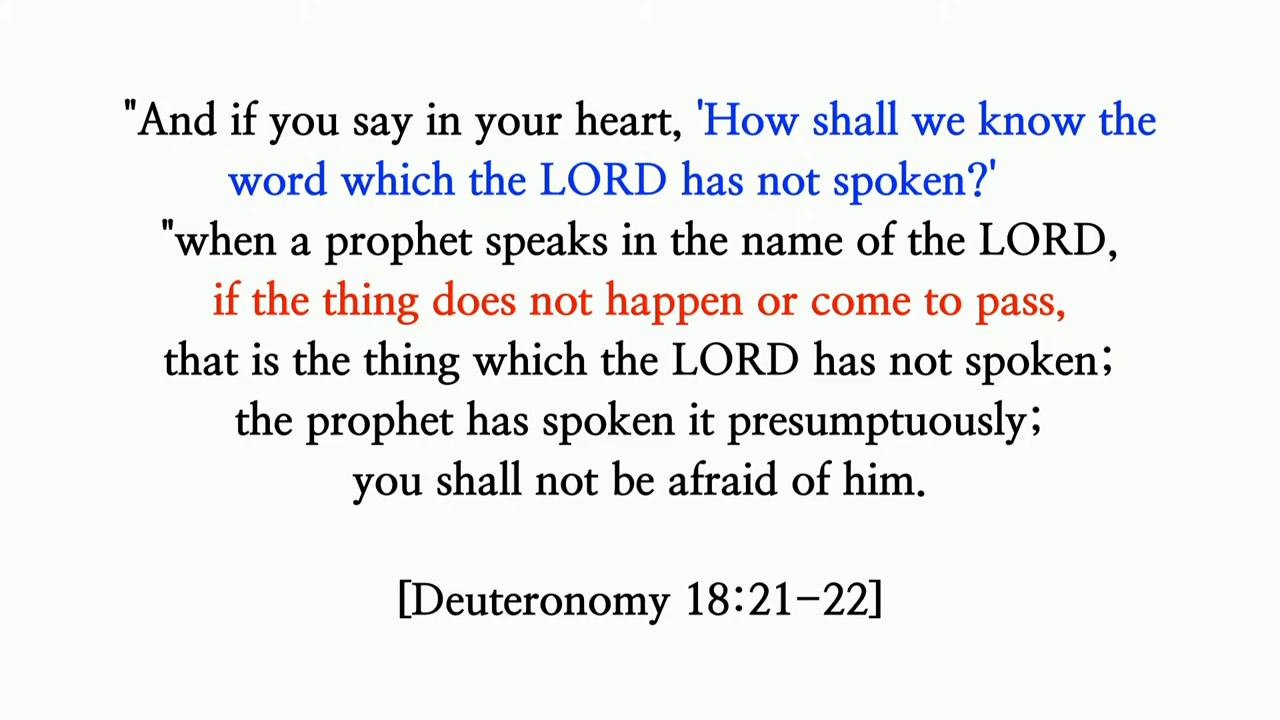 "And if you say in your heart, 'How shall we know the
word which the LORD has not spoken?'
"when a prophet speaks in the name of the LORD,
if the thing does not happen or come to pass,
that is the thing which the LORD has not spoken;
the prophet has spoken it presumptuously;
you shall not be afraid of him.
[Deuteronomy 18:21-22]